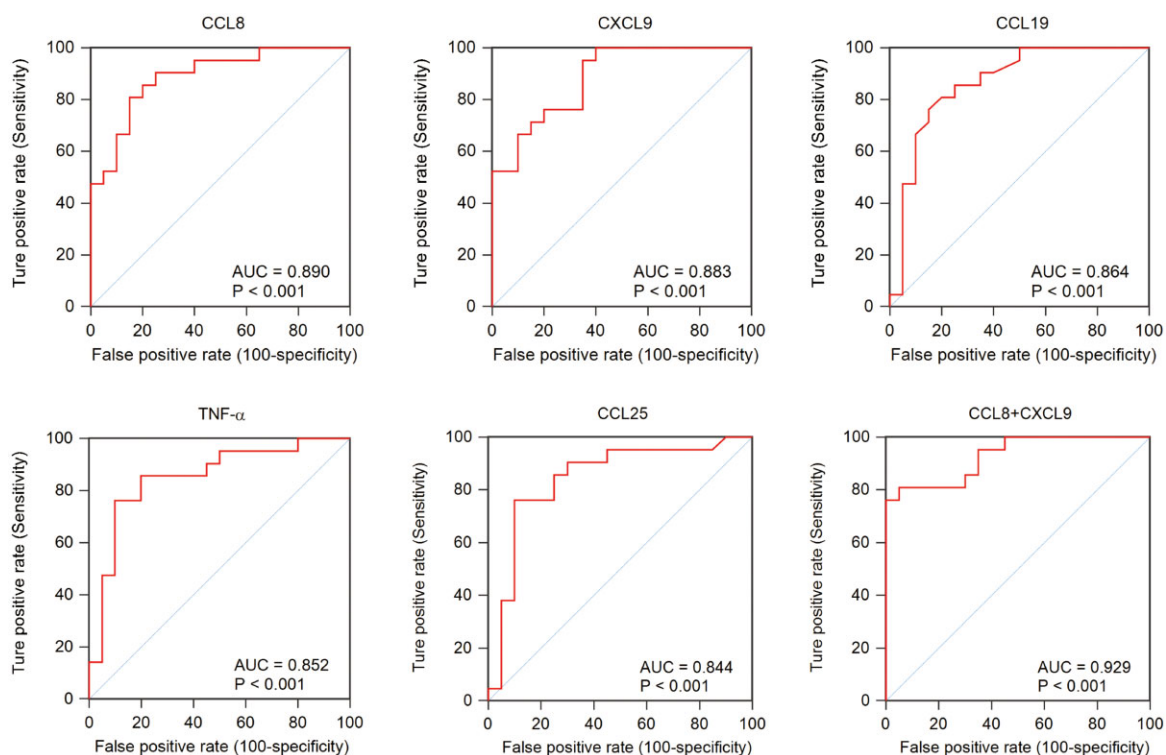 CCL8
CXCL9
CCL19
Ture positive rate (Sensitivity)
100
80
60
40
20
0
AUC = 0.890
P < 0.001
0 20 40 60 80 100
False positive rate (100-specificity)
Ture positive rate (Sensitivity)
100
80
60
40
20
0
AUC = 0.883
P < 0.001
0 20 40 60 80 100
False positive rate (100-specificity)
Ture positive rate (Sensitivity)
100
80
60
40
20
0
AUC = 0.864
P < 0.001
0 20 40 60 80 100
False positive rate (100-specificity)
TNF-α
CCL25
CCL8+CXCL9
Ture positive rate (Sensitivity)
100
80
60
40
20
0
AUC = 0.852
P < 0.001
0 20 40 60 80 100
False positive rate (100-specificity)
Ture positive rate (Sensitivity)
100
80
60
40
20
0
AUC = 0.844
P < 0.001
0 20 40 60 80 100
False positive rate (100-specificity)
Ture positive rate (Sensitivity)
100
80
60
40
20
0
AUC = 0.929
P < 0.001
0 20 40 60 80 100
False positive rate (100-specificity)